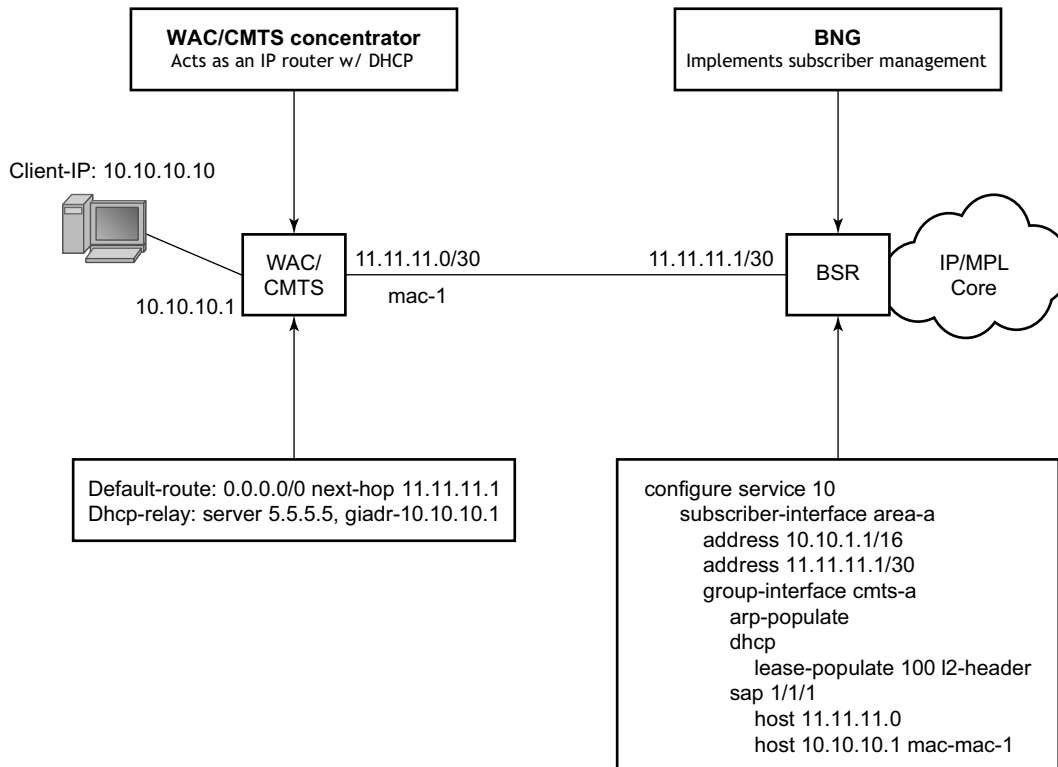 WAC/CMTS concentrator
Acts as an IP router w/ DHCP
BNG
Implements subscriber management
Client-IP: 10.10.10.10
WAC/
CMTS
11.11.11.0/30
mac-1
10.10.10.1
11.11.11.1/30
BSR
IP/MPL
Core
Default-route: 0.0.0.0/0 next-hop 11.11.11.1
Dhcp-relay: server 5.5.5.5, giadr-10.10.10.1
configure service 10
subscriber-interface area-a
address 10.10.1.1/16
address 11.11.11.1/30
group-interface cmts-a
arp-populate
dhcp
lease-populate 100 l2-header
sap 1/1/1
host 11.11.11.0
host 10.10.10.1 mac-mac-1